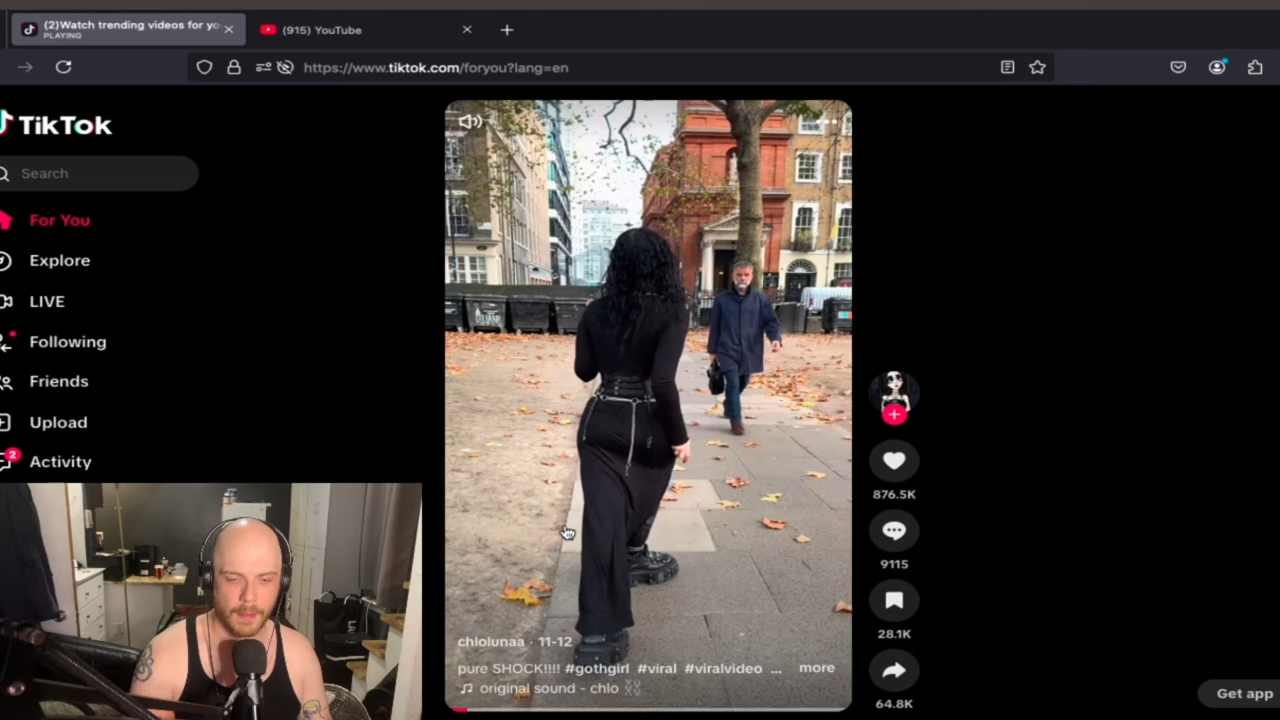 (2)Watch trending videos for yo
PLAYING
(915) YouTube
https://www.tiktok.com/foryou?lang=en
TikTok
Search
For You
Explore
LIVE
Following
Friends
Upload
2
Activity
876.5K
9115
28.1K
64.8K
chlolunaa · 11-12
pure SHOCK!!!! #gothgirl #viral #viralvideo ... more
original sound - chlo ⛓️
Get app